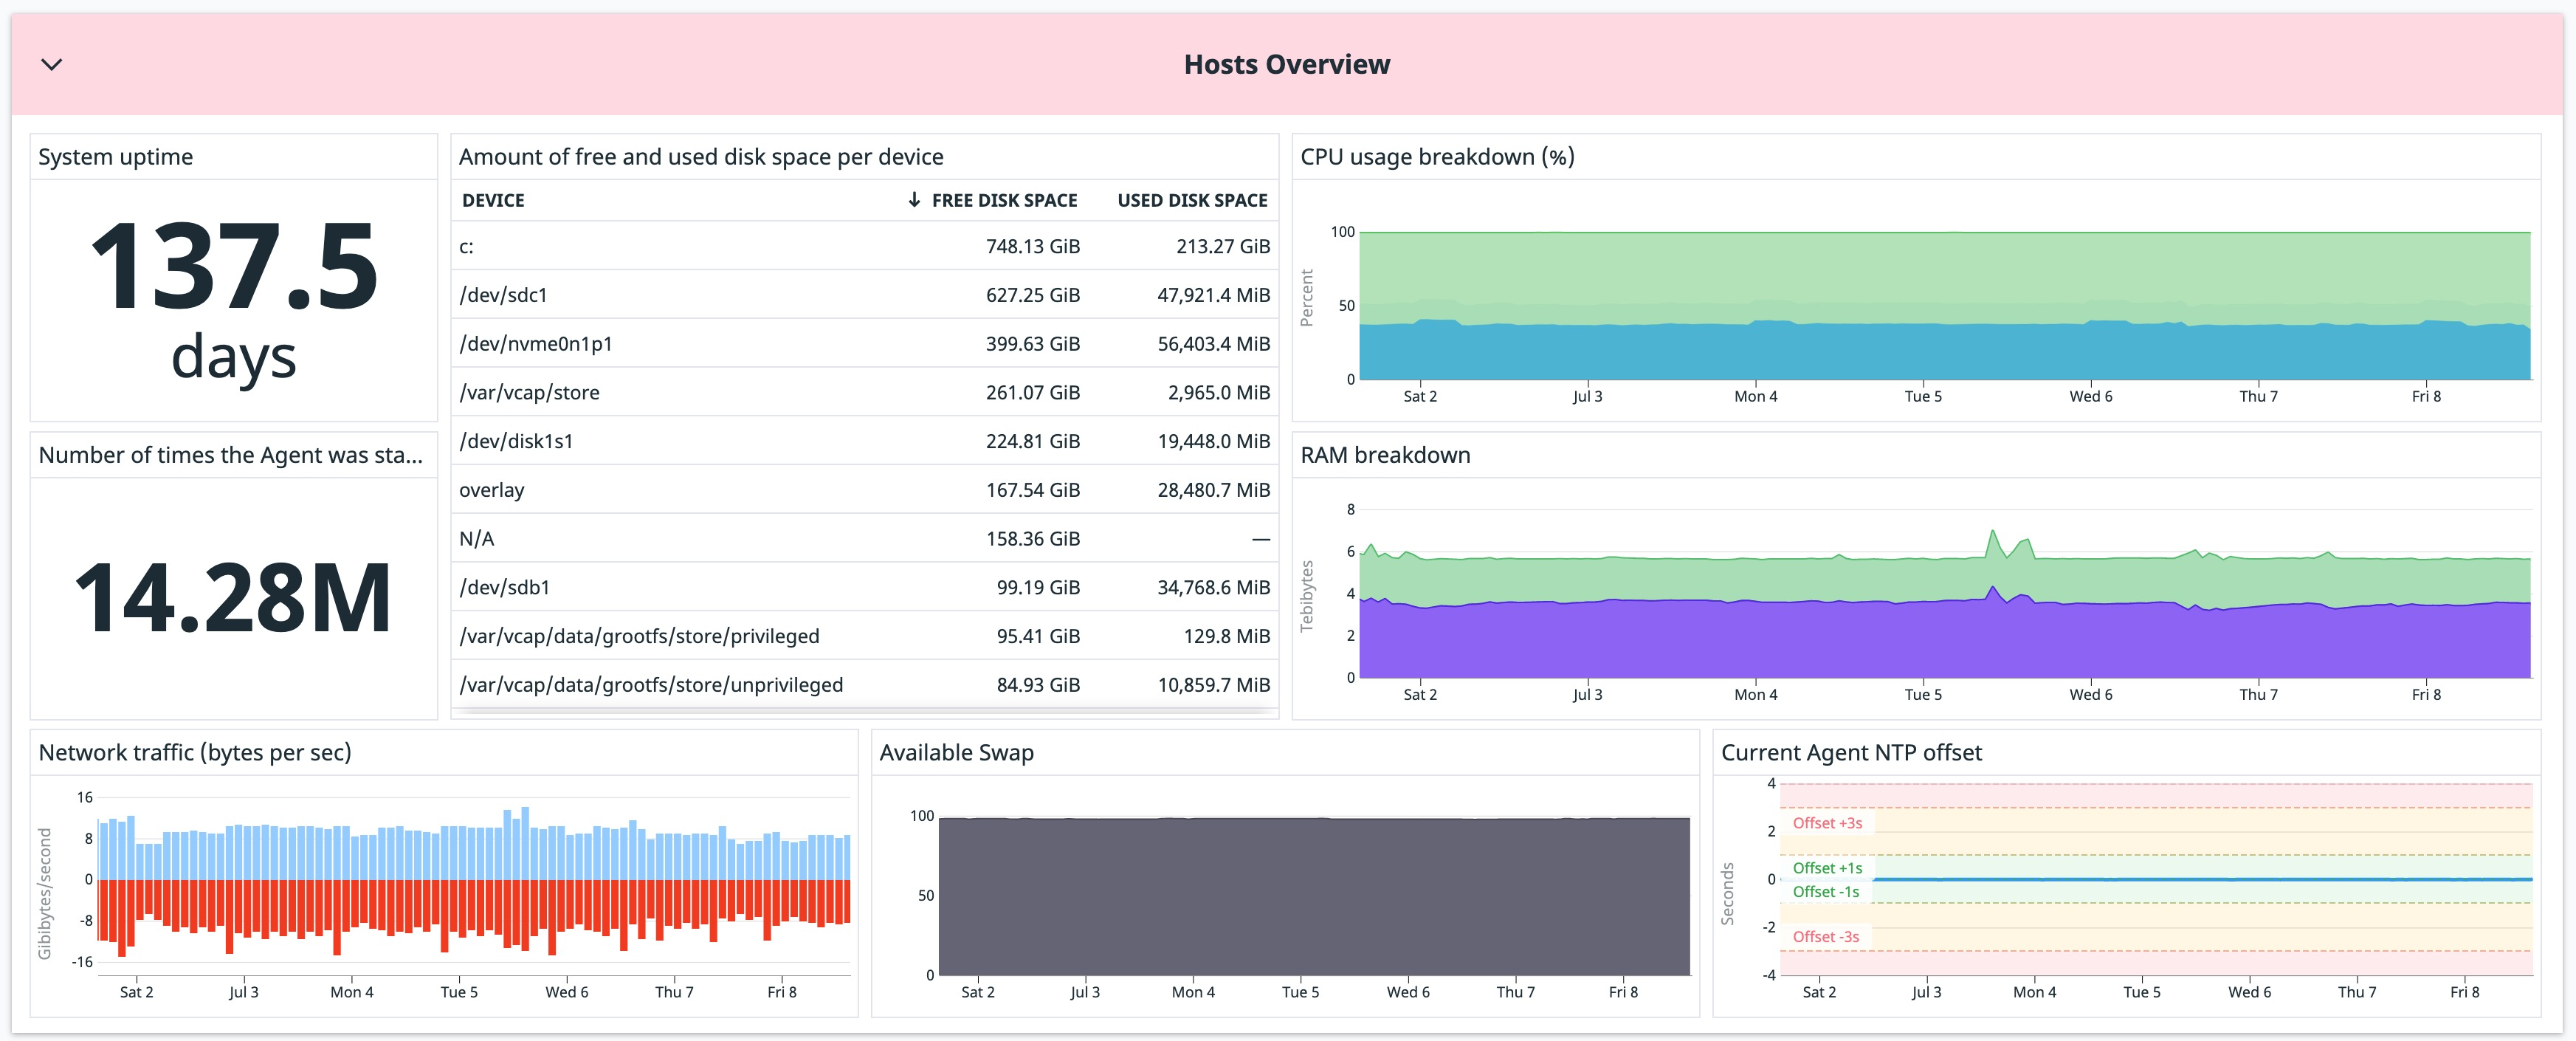 Hosts Overview
System uptime
137.5
days
Number of times the Agent was sta...
14.28M
Amount of free and used disk space per device
DEVICE ↓ FREE DISK SPACE USED DISK SPACE
c: 748.13 GiB 213.27 GiB
/dev/sdc1 627.25 GiB 47,921.4 MiB
/dev/nvme0n1p1 399.63 GiB 56,403.4 MiB
/var/vcap/store 261.07 GiB 2,965.0 MiB
/dev/disk1s1 224.81 GiB 19,448.0 MiB
overlay 167.54 GiB 28,480.7 MiB
N/A 158.36 GiB —
/dev/sdb1 99.19 GiB 34,768.6 MiB
/var/vcap/data/grootfs/store/privileged 95.41 GiB 129.8 MiB
/var/vcap/data/grootfs/store/unprivileged 84.93 GiB 10,859.7 MiB
CPU usage breakdown (%)
Percent
100
50
0
Sat 2 Jul 3 Mon 4 Tue 5 Wed 6 Thu 7 Fri 8
RAM breakdown
Tebibytes
8
6
4
2
0
Sat 2 Jul 3 Mon 4 Tue 5 Wed 6 Thu 7 Fri 8
Network traffic (bytes per sec)
Gibibytes/second
16
8
0
-8
-16
Sat 2 Jul 3 Mon 4 Tue 5 Wed 6 Thu 7 Fri 8
Available Swap
100
50
0
Sat 2 Jul 3 Mon 4 Tue 5 Wed 6 Thu 7 Fri 8
Current Agent NTP offset
Seconds
4
Offset +3s
2
Offset +1s
0
Offset -1s
-2
Offset -3s
-4
Sat 2 Jul 3 Mon 4 Tue 5 Wed 6 Thu 7 Fri 8